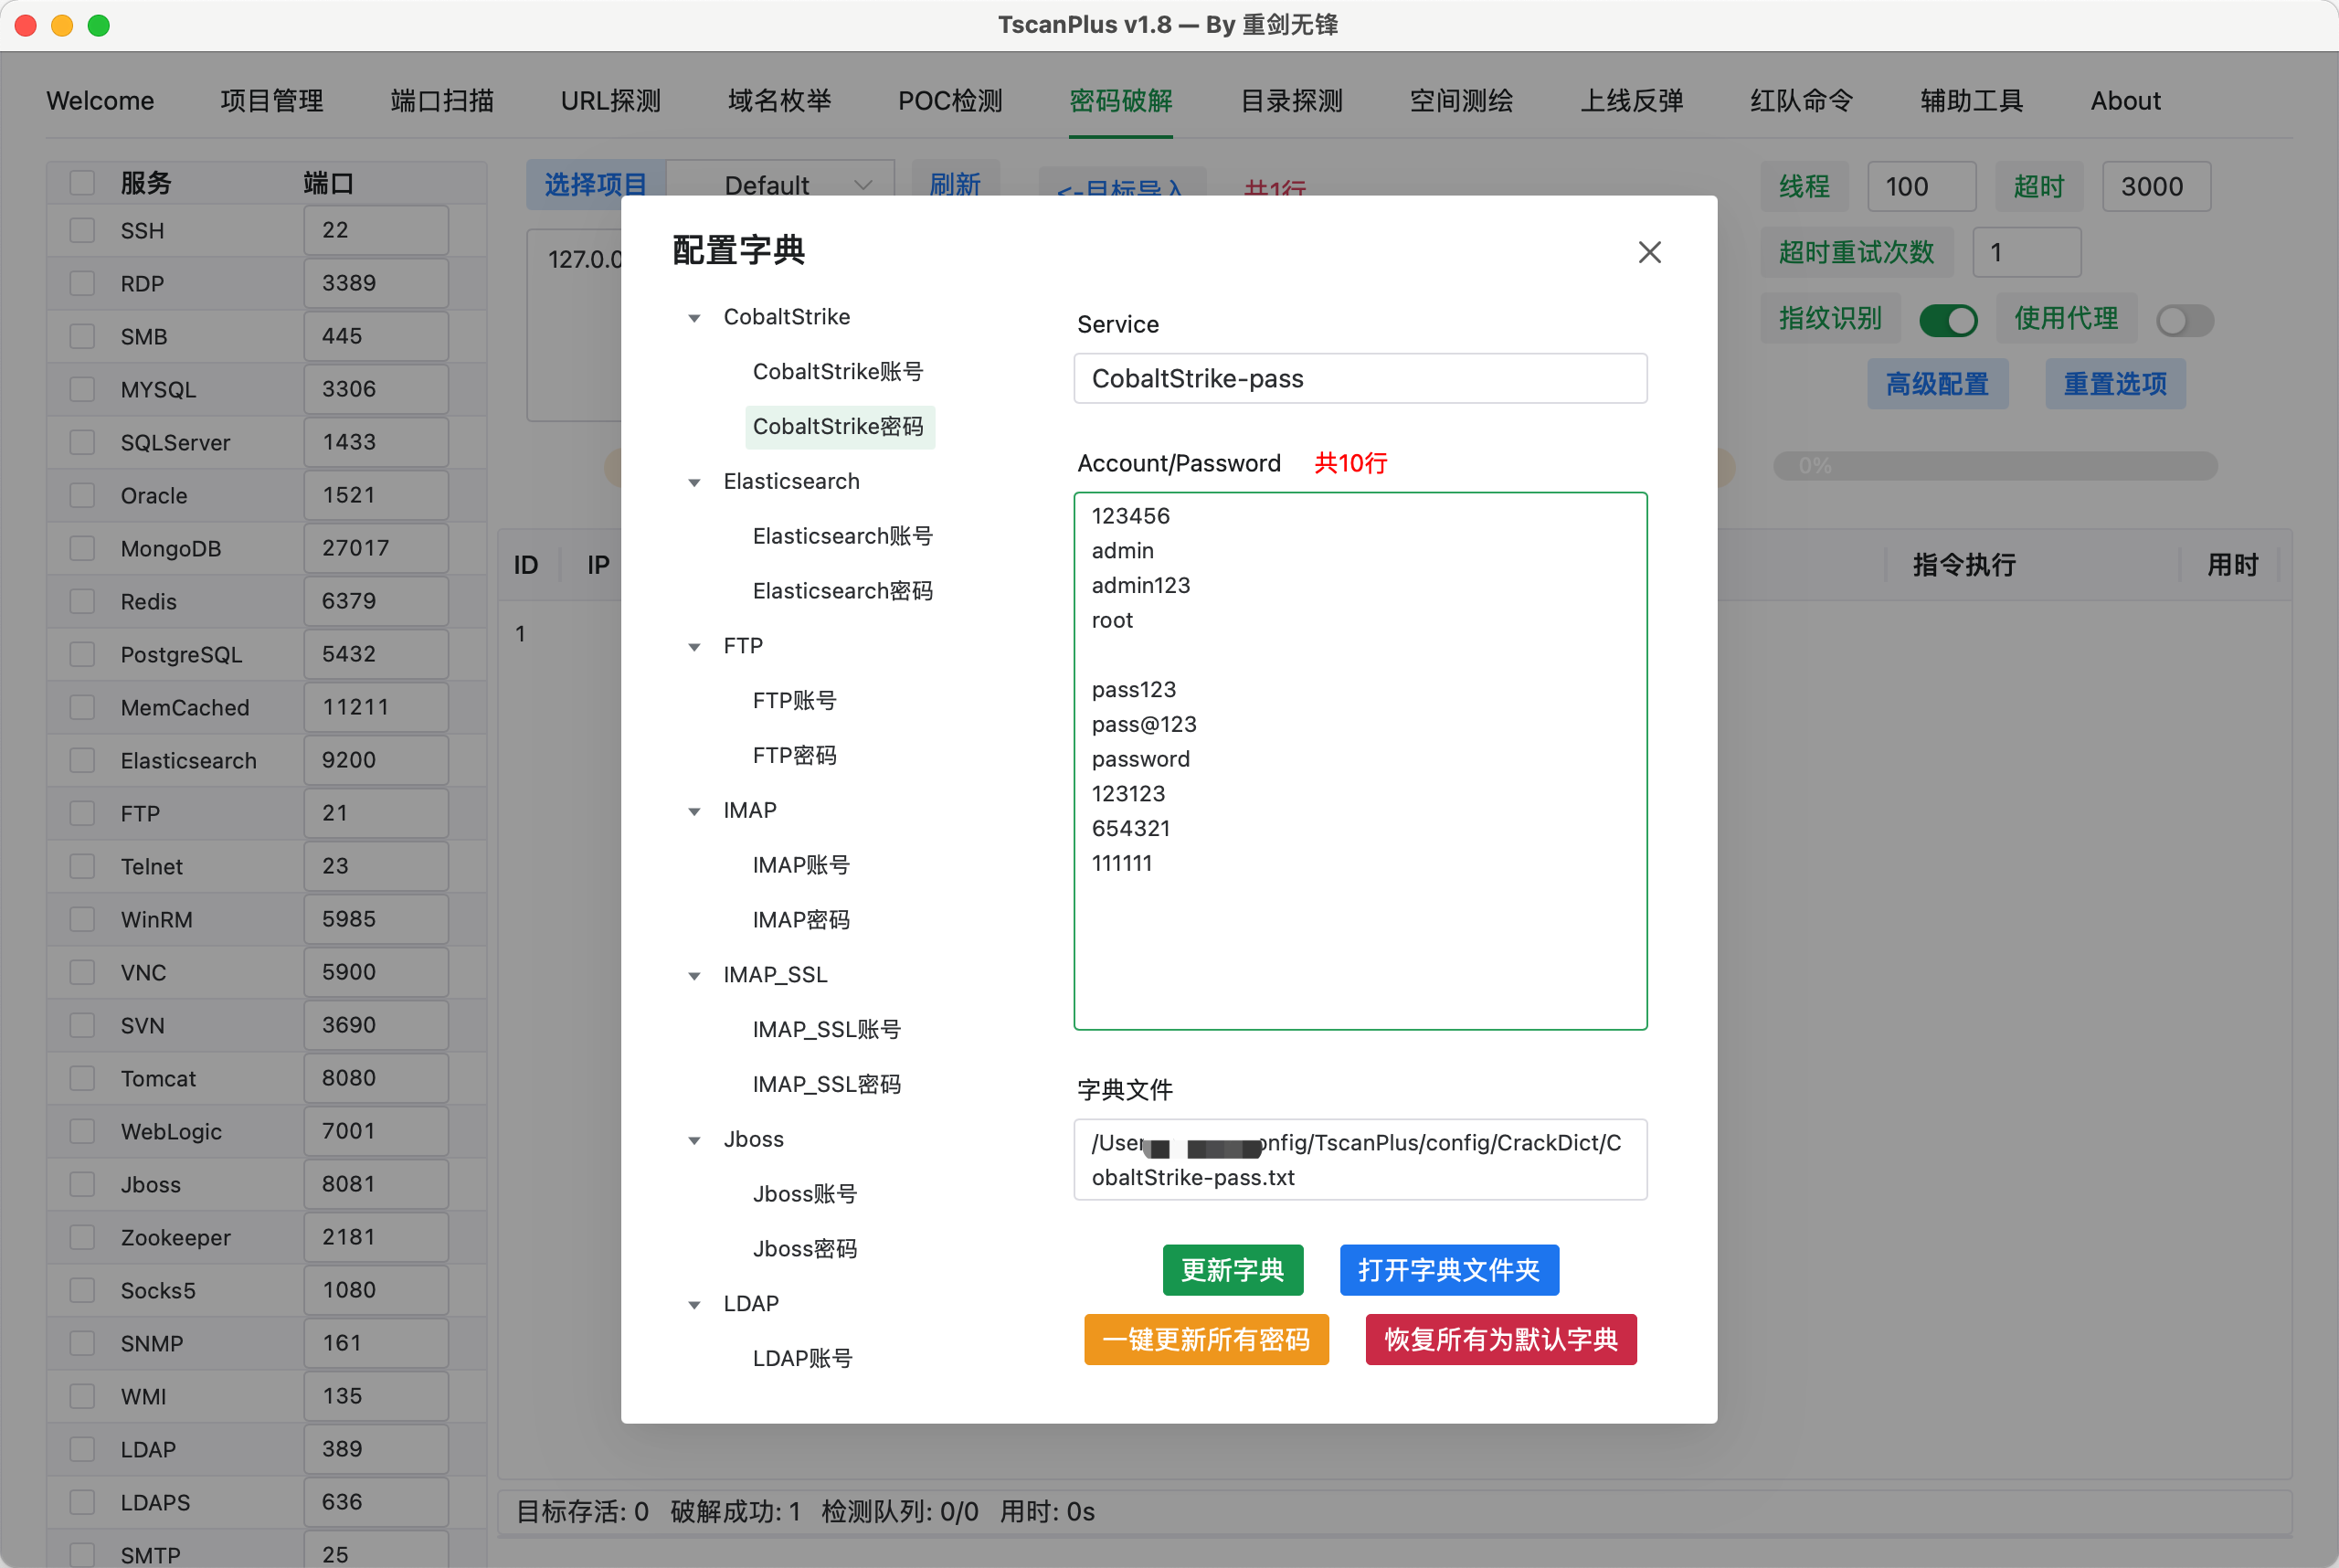 TscanPlus v1.8 — By 重剑无锋
Welcome 项目管理 端口扫描 URL探测 域名枚举 POC检测 密码破解 目录探测 空间测绘 上线反弹 红队命令 辅助工具 About
服务 端口
SSH 22
RDP 3389
SMB 445
MYSQL 3306
SQLServer 1433
Oracle 1521
MongoDB 27017
Redis 6379
PostgreSQL 5432
MemCached 11211
Elasticsearch 9200
FTP 21
Telnet 23
WinRM 5985
VNC 5900
SVN 3690
Tomcat 8080
WebLogic 7001
Jboss 8081
Zookeeper 2181
Socks5 1080
SNMP 161
WMI 135
LDAP 389
LDAPS 636
SMTP 25
选择项目 Default 刷新 <-目标导入 共1行
127.0.0
线程 100 超时 3000
超时重试次数 1
指纹识别 使用代理
高级配置 重置选项
0%
ID IP 指令执行 用时
1
配置字典
CobaltStrike
CobaltStrike账号
CobaltStrike密码
Elasticsearch
Elasticsearch账号
Elasticsearch密码
FTP
FTP账号
FTP密码
IMAP
IMAP账号
IMAP密码
IMAP_SSL
IMAP_SSL账号
IMAP_SSL密码
Jboss
Jboss账号
Jboss密码
LDAP
LDAP账号
Service
CobaltStrike-pass
Account/Password 共10行
123456
admin
admin123
root
pass123
pass@123
password
123123
654321
111111
字典文件
/User onfig/TscanPlus/config/CrackDict/C
obaltStrike-pass.txt
更新字典 打开字典文件夹
一键更新所有密码 恢复所有为默认字典
目标存活: 0 破解成功: 1 检测队列: 0/0 用时: 0s